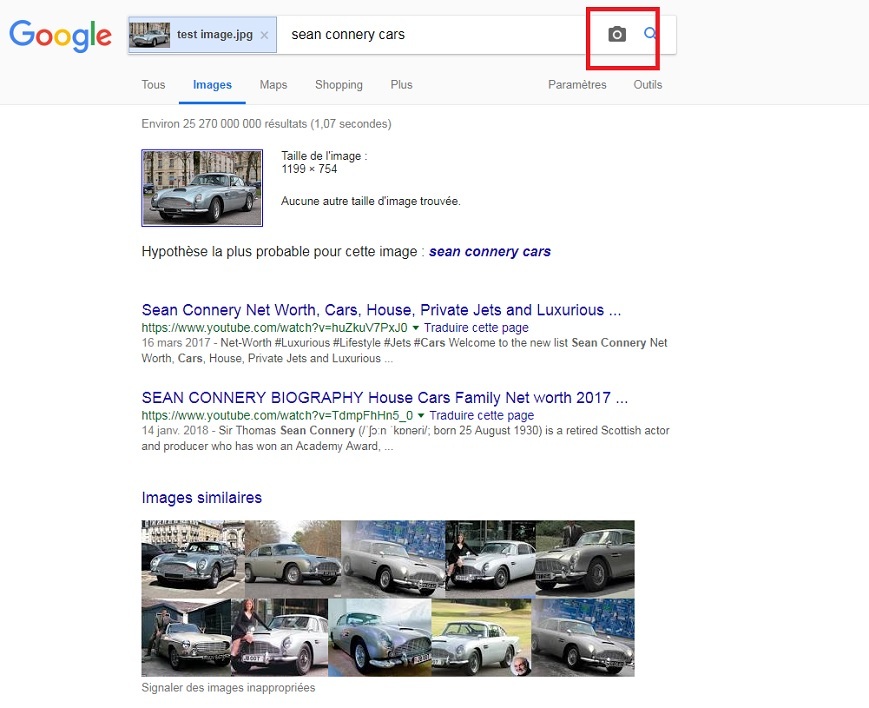 Google
test image.jpg × sean connery cars
Tous Images Maps Shopping Plus Paramètres Outils
Environ 25 270 000 000 résultats (1,07 secondes)
Taille de l'image :
1199 × 754
Aucune autre taille d'image trouvée.
Hypothèse la plus probable pour cette image : sean connery cars
Sean Connery Net Worth, Cars, House, Private Jets and Luxurious ...
https://www.youtube.com/watch?v=huZkuV7PxJ0 Traduire cette page
16 mars 2017 - Net-Worth #Luxurious #Lifestyle #Jets #Cars Welcome to the new list Sean Connery Net
Worth, Cars, House, Private Jets and Luxurious ...
SEAN CONNERY BIOGRAPHY House Cars Family Net worth 2017 ...
https://www.youtube.com/watch?v=TdmpFhHn5_0 Traduire cette page
14 janv. 2018 - Sir Thomas Sean Connery (/ˈʃɔːn ˈkɒnəri/; born 25 August 1930) is a retired Scottish actor
and producer who has won an Academy Award, ...
Images similaires
Signaler des images inappropriées